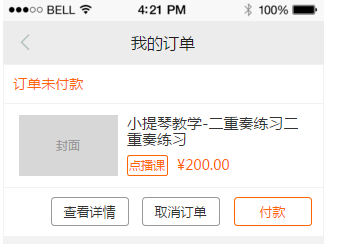 BELL 4:21 PM 100%
我的订单
订单未付款
封面
小提琴教学-二重奏练习二
重奏练习
点播课 ¥200.00
查看详情 取消订单 付款